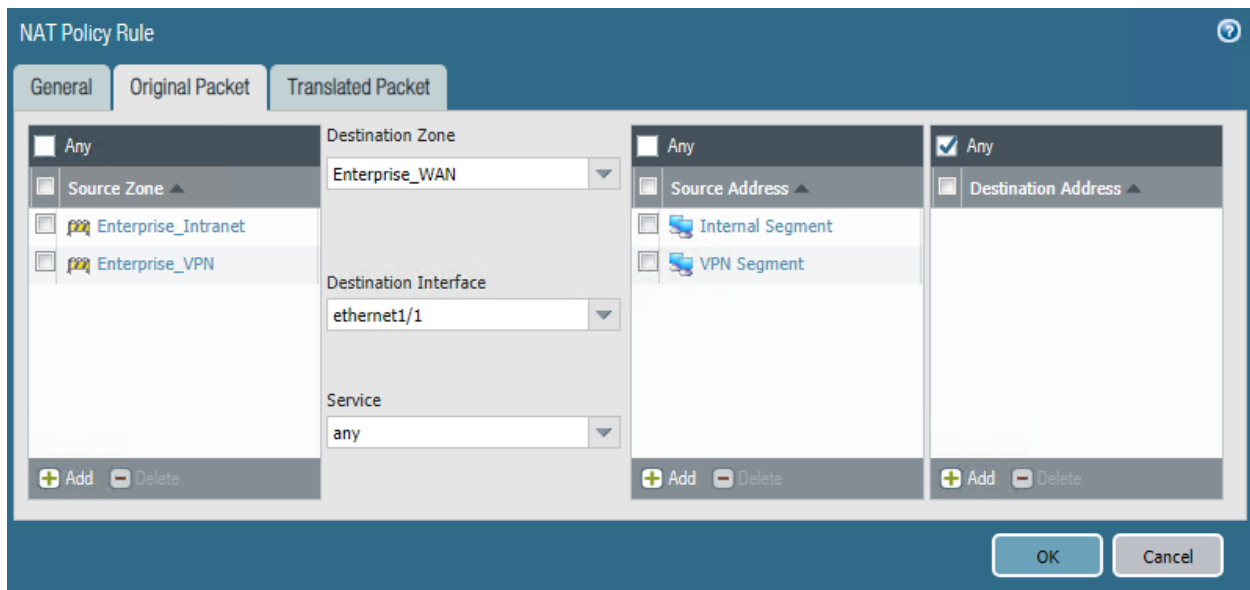 NAT Policy Rule
General
Original Packet
Translated Packet
Any
Source Zone
Enterprise_Intranet
Enterprise_VPN
Add
Delete
Destination Zone
Enterprise_WAN
Destination Interface
ethernet1/1
Service
any
Any
Source Address
Internal Segment
VPN Segment
Add
Delete
Any
Destination Address
Add
Delete
OK
Cancel